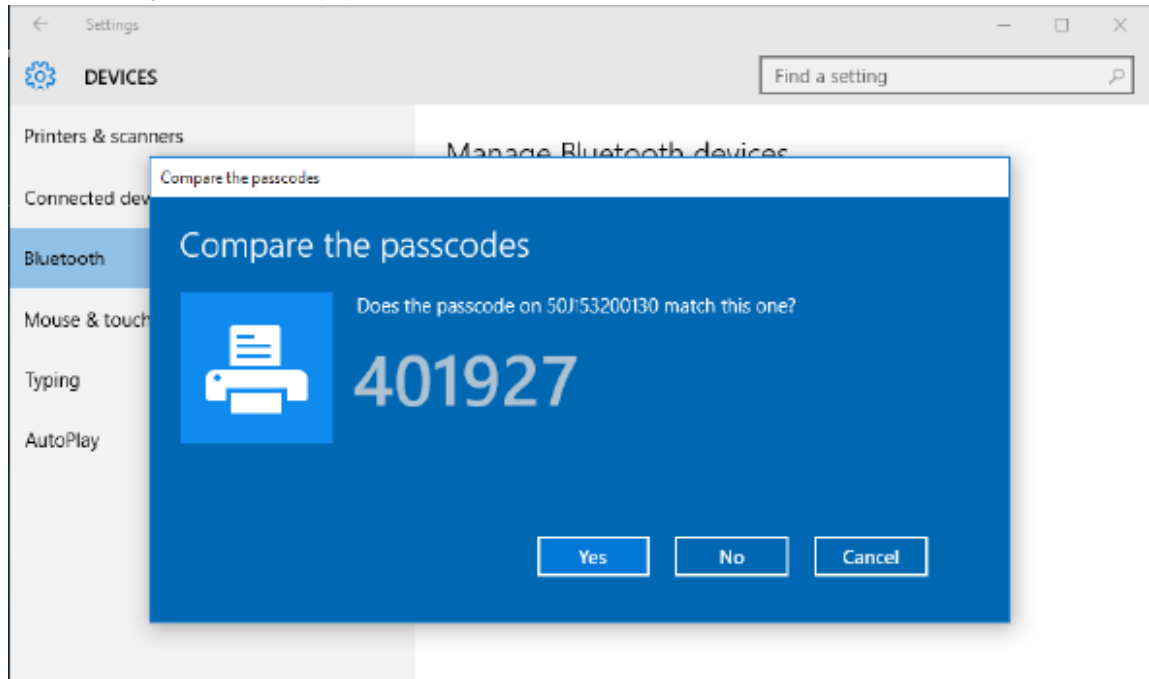 Settings
DEVICES
Find a setting
Printers & scanners
Manage Bluetooth devices
Compare the passcodes
Connected dev
Compare the passcodes
Bluetooth
Does the passcode on 50J153200130 match this one?
Mouse & touch
401927
Typing
AutoPlay
Yes No Cancel